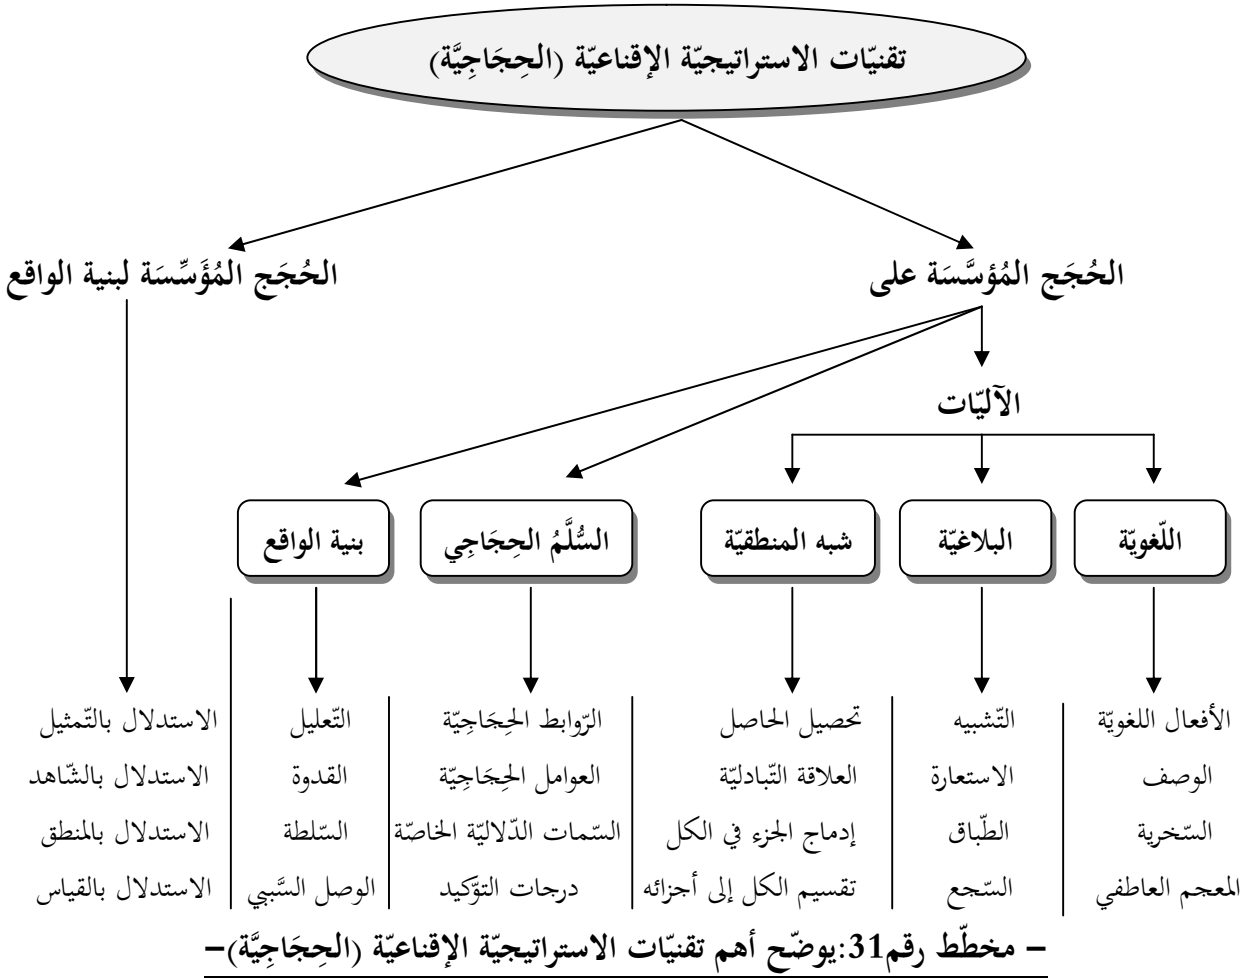 تقنيّات الاستراتيجيّة الإقناعيّة (الحِجَاجِيَّة)
الحُجَج المُؤسَّسَة على
الحُجَج المُؤَسِّسَة لبنية الواقع
الآليّات
اللّغويّة
البلاغيّة
شبه المنطقيّة
السُّلَّمُ الحِجَاجِي
بنية الواقع
الأفعال اللغويّة
الوصف
السّخرية
المعجم العاطفي
التّشبيه
الاستعارة
الطّباق
السّجع
تحصيل الحاصل
العلاقة التّبادليّة
إدماج الجزء في الكل
تقسيم الكل إلى أجزائه
الرّوابط الحِجَاجِيّة
العوامل الحِجَاجِيّة
السّمات الدّلاليّة الخاصّة
درجات التوّكيد
التّعليل
القدوة
السّلطة
الوصل السَّببي
الاستدلال بالتّمثيل
الاستدلال بالشّاهد
الاستدلال بالمنطق
الاستدلال بالقياس
– مخطّط رقم31:يوضّح أهم تقنيّات الاستراتيجيّة الإقناعيّة (الحِجَاجِيَّة)–